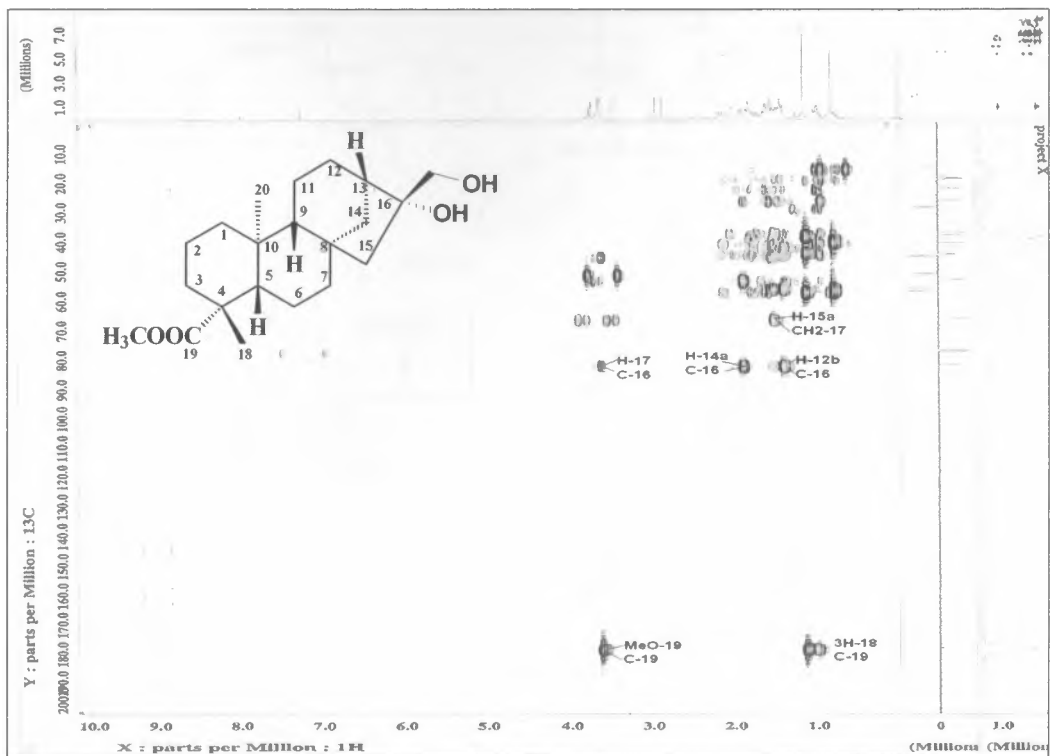 (Millions)
1.0 3.0 5.0 7.0
project X
H
12
OH
11
13
20
16
OH
14
1
9
15
2
10
8
H
7
3
5
4
6
H
H3COOC
19
18
H-15a
CH2-17
H-17
C-16
H-14a
C-16
H-12b
C-16
MeO-19
C-19
3H-18
C-19
Y : parts per Million : 13C
10.0 20.0 30.0 40.0 50.0 60.0 70.0 80.0 90.0 100.0 110.0 120.0 130.0 140.0 150.0 160.0 170.0 180.0
10.0 9.0 8.0 7.0 6.0 5.0 4.0 3.0 2.0 1.0 0 0 1.0
X : parts per Million : 1H
(Millions (Million